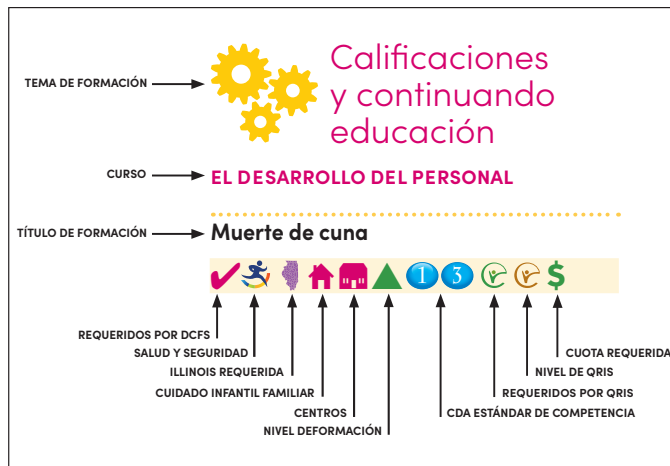 TEMA DE FORMACIÓN
Calificaciones
y continuando
educación
CURSO
EL DESARROLLO DEL PERSONAL
TÍTULO DE FORMACIÓN
Muerte de cuna
1 3
$
REQUERIDOS POR DCFS
CUOTA REQUERIDA
SALUD Y SEGURIDAD
NIVEL DE QRIS
ILLINOIS REQUERIDA
CUIDADO INFANTIL FAMILIAR
REQUERIDOS POR QRIS
CENTROS
CDA ESTÁNDAR DE COMPETENCIA
NIVEL DEFORMACIÓN